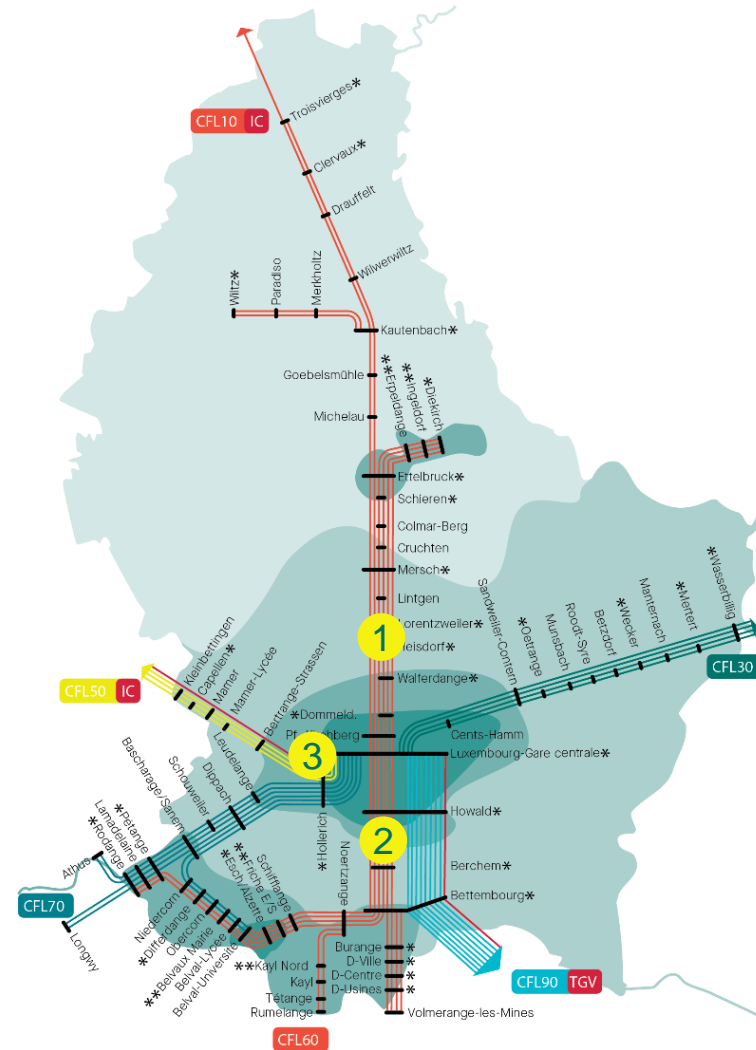 Troisvierges*
CFL10 IC
Clervaux*
Drauffelt
Wilwerwiltz
Wiltz*
Paradiso
Merkholtz
Kautenbach*
Goebelsmühle
**Erpeldange
**Ingeldorf
*Diekirch
Michelau
Ettelbruck*
Schieren*
Colmar-Berg
Cruchten
Mersch*
Lintgen
Lorentzweiler*
1
Heisdorf*
Walferdange*
Sandweiler-Contern
*Oetrange
Munsbach
Roodt-Syre
Betzdorf
*Wecker
Manternach
*Mertert
*Wasserbillig
CFL30
CFL50 IC
Kleinbettingen
Capellen*
Mamer
Mamer-Lycée
Bertrange-Strassen
*Dommeld.
Cents-Hamm
Luxembourg-Gare centrale*
3
Leudelange
Dippach
Schouweiler
Bascharage/Sanem
*Pétange
Lamadelaine
*Rodange
*Hollerich
Howald*
2
Noertzange
Berchem*
Bettembourg*
Athus
CFL70
Longwy
Schifflange
**Fricha E/S
*Esch/Alzette
Niedercorn
*Differdange
Obercorn
**Belvaux Mairie
Belval-Lycée
Belval-Université
**Kayl Nord
Kayl
Tétange
Rumelange
CFL60
Burange *
D-Ville *
D-Centre *
D-Usines *
Volmerange-les-Mines
CFL90 TGV